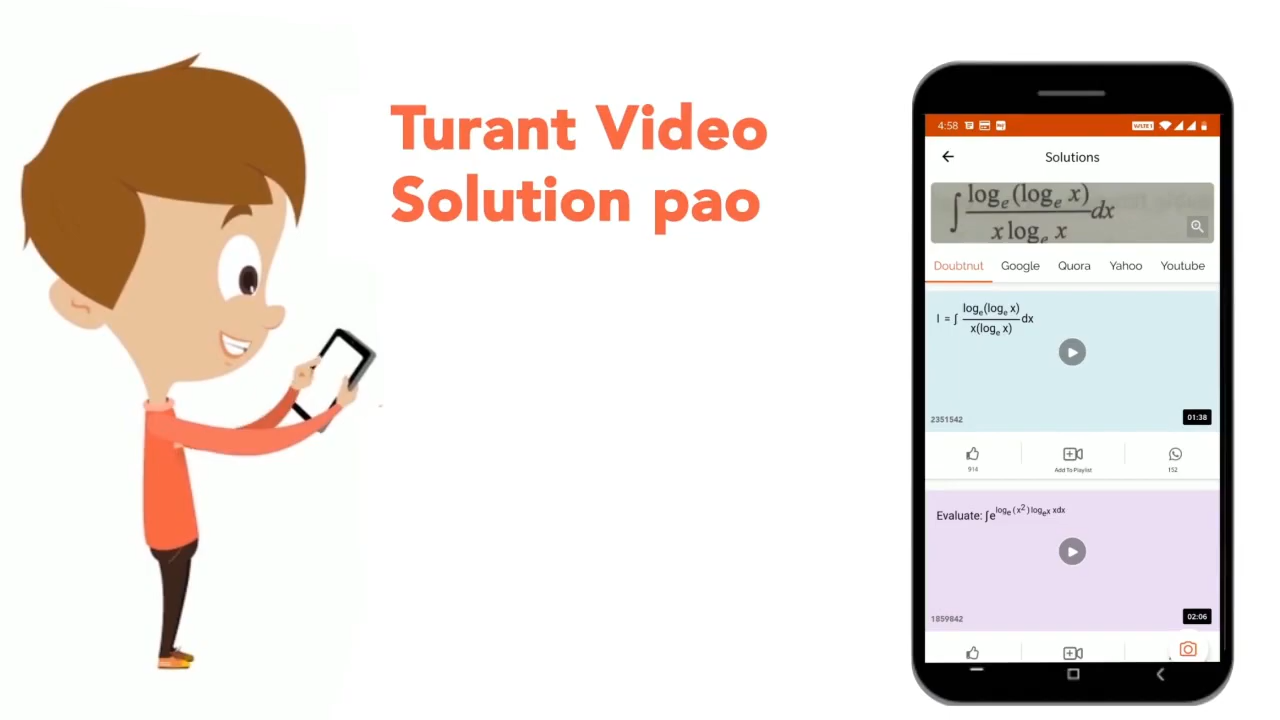 Turant Video
Solution pao
4:58
VoLTE1
Solutions
∫ logₑ(logₑ x) / x logₑ x dx
Doubtnut Google Quora Yahoo Youtube
I = ∫ logₑ(logₑ x) / x(logₑ x) dx
2351542 01:38
914 Add To Playlist 152
Evaluate: ∫e^logₑ(x²)logₑx xdx
1859842 02:06